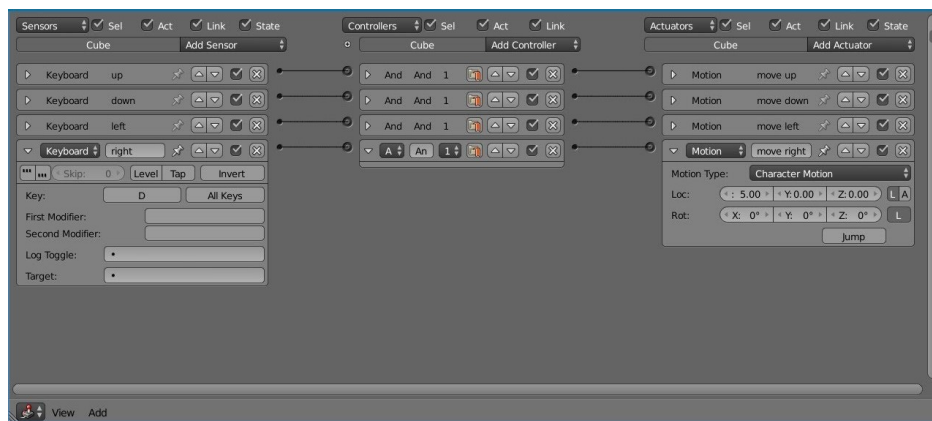 Sensors Sel Act Link State Controllers Sel Act Link Actuators Sel Act Link State
Cube Add Sensor Cube Add Controller Cube Add Actuator
Keyboard up And And 1 Motion move up
Keyboard down And And 1 Motion move down
Keyboard left And And 1 Motion move left
Keyboard right A An 1 Motion move right
Skip: 0 Level Tap Invert Motion Type: Character Motion
Key: D All Keys Loc: : 5.00 Y: 0.00 Z: 0.00 L A
First Modifier: Rot: X: 0° Y: 0° Z: 0° L
Second Modifier: Jump
Log Toggle:
Target:
View Add